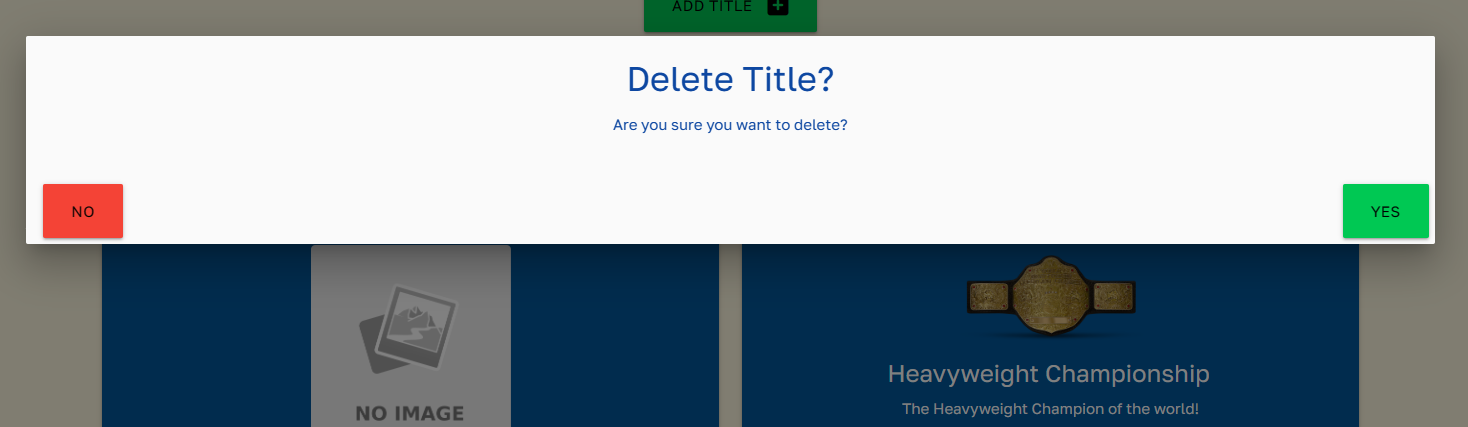 ADD TITLE
Delete Title?
Are you sure you want to delete?
NO
YES
NO IMAGE
Heavyweight Championship
The Heavyweight Champion of the world!